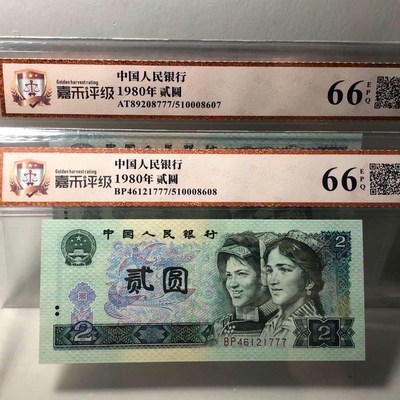 Golden harvest rating
嘉禾评级
中国人民银行
1980年 贰圆
AT89208777/510008607
66 EPQ
Golden harvest rating
嘉禾评级
中国人民银行
1980年 贰圆
BP46121777/510008608
66 EPQ
中国人民银行
2
贰圆
BP46121777
2
2